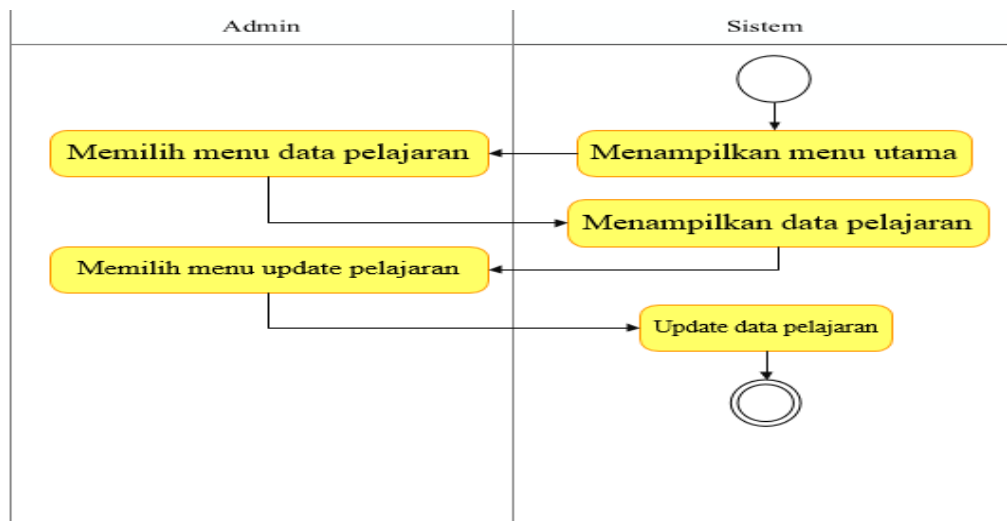 Admin
Sistem
Menampilkan menu utama
Memilih menu data pelajaran
Menampilkan data pelajaran
Memilih menu update pelajaran
Update data pelajaran